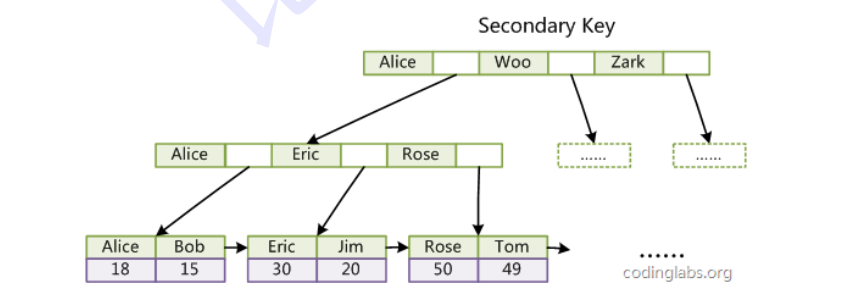 Secondary Key
Alice Woo Zark
Alice Eric Rose
...... ......
Alice Bob Eric Jim Rose Tom
18 15 30 20 50 49
......
codinglabs.org